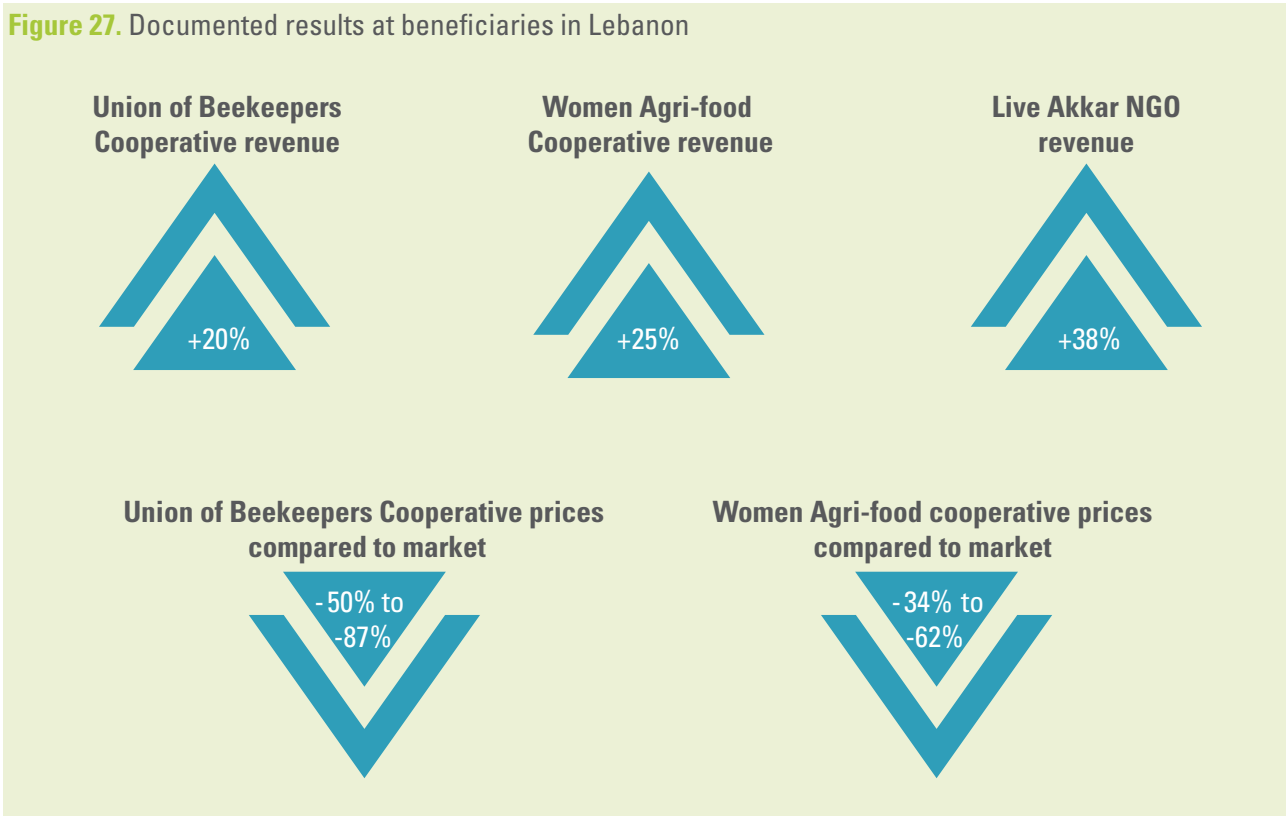 Figure 27. Documented results at beneficiaries in Lebanon
Union of Beekeepers
Cooperative revenue
+20%
Women Agri-food
Cooperative revenue
+25%
Live Akkar NGO
revenue
+38%
Union of Beekeepers Cooperative prices
compared to market
- 50% to
-87%
Women Agri-food cooperative prices
compared to market
- 34% to
-62%